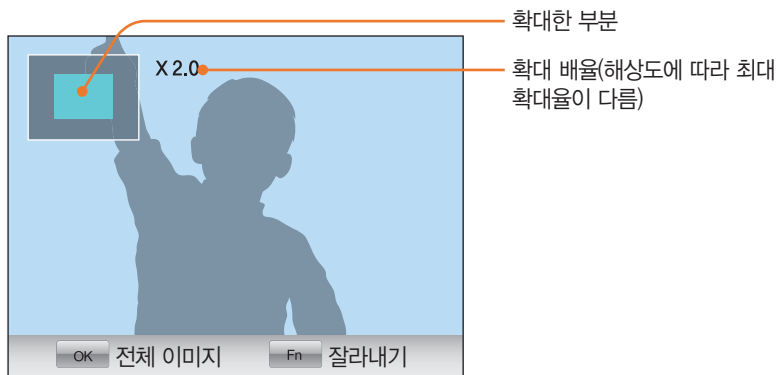 확대한 부분
X 2.0
확대 배율(해상도에 따라 최대
확대율이 다름)
OK 전체 이미지 Fn 잘라내기